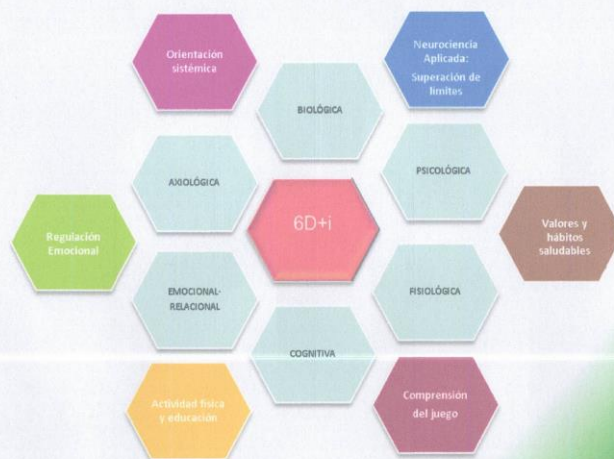 Orientación
sistémica
Neurociencia
Aplicada:
Superación de
límites
BIOLÓGICA
AXIOLÓGICA
PSICOLÓGICA
6D+i
Regulación
Emocional
Valores y
hábitos
saludables
EMOCIONAL-
RELACIONAL
FISIOLÓGICA
COGNITIVA
Actividad física
y educación
Comprensión
del juego